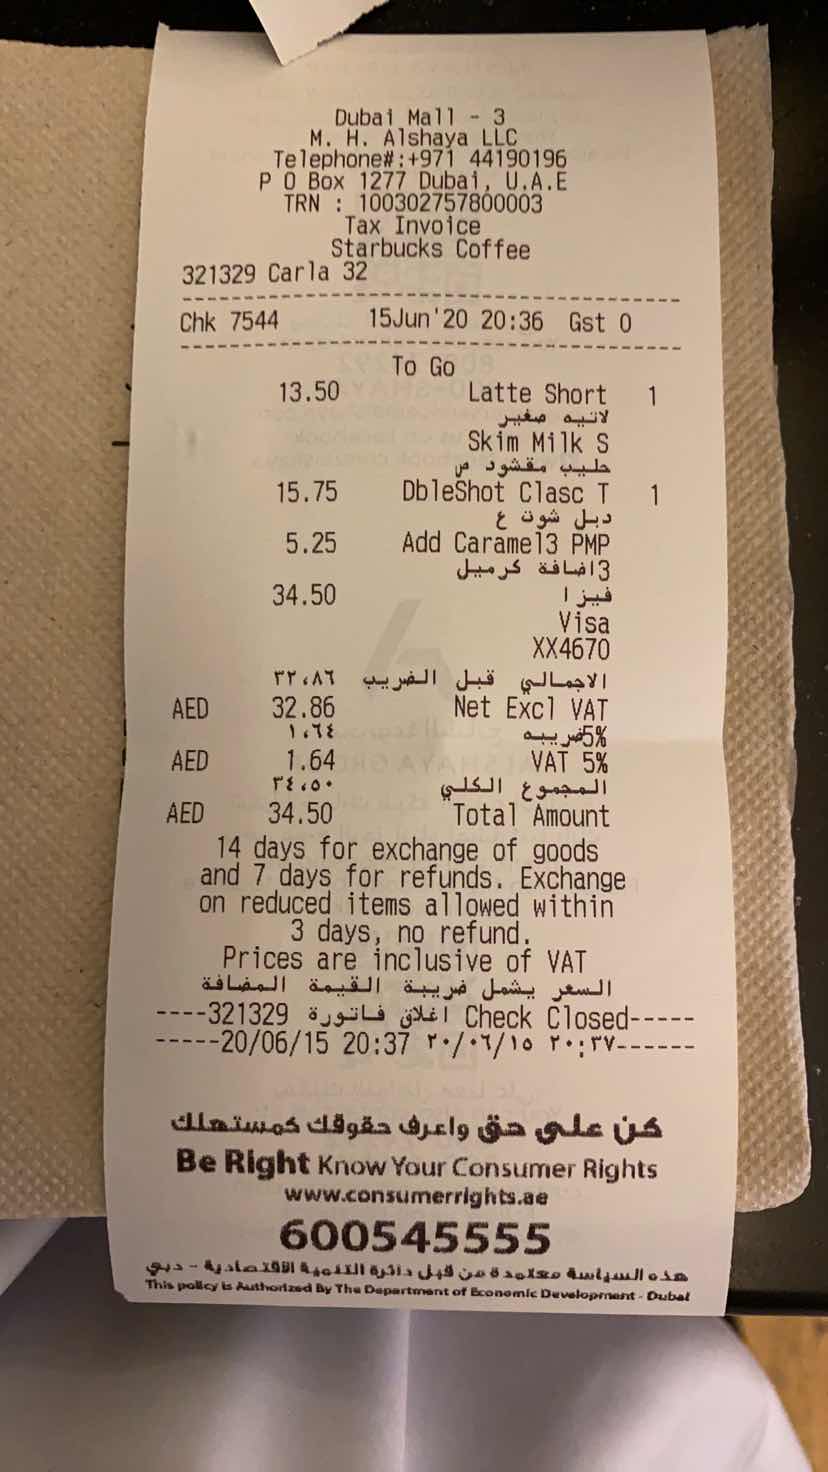 Dubai Mall - 3
M. H. Alshaya LLC
Telephone#:+971 44190196
P O Box 1277 Dubai, U.A.E
TRN : 100302757800003
Tax Invoice
Starbucks Coffee
321329 Carla 32
Chk 7544 15Jun'20 20:36 Gst 0
To Go
13.50 Latte Short 1
لاتيه صغير
Skim Milk S
حليب مقشود ص
15.75 DbleShot Clasc T 1
دبل شوت ع
5.25 Add Caramel3 PMP
3اضافة كرميل
34.50 فيزا
Visa
XX4670
الاجمالي قبل الضريب ٣٢،٨٦
AED 32.86 Net Excl VAT
5%ضريبه ١،٦٤
AED 1.64 VAT 5%
المجموع الكلي ٣٤،٥٠
AED 34.50 Total Amount
14 days for exchange of goods
and 7 days for refunds. Exchange
on reduced items allowed within
3 days, no refund.
Prices are inclusive of VAT
السعر يشمل ضريبة القيمة المضافة
----321329 اغلاق فاتورة Check Closed-----
-----20/06/15 20:37 ٢٠/٠٦/١٥ ٢٠:٣٧------
كن على حق واعرف حقوقك كمستهلك
Be Right Know Your Consumer Rights
www.consumerrights.ae
600545555
هذه السياسة معتمدة من قبل دائرة التنمية الاقتصادية - دبي
This policy is Authorized By The Department of Economic Development - Dubai